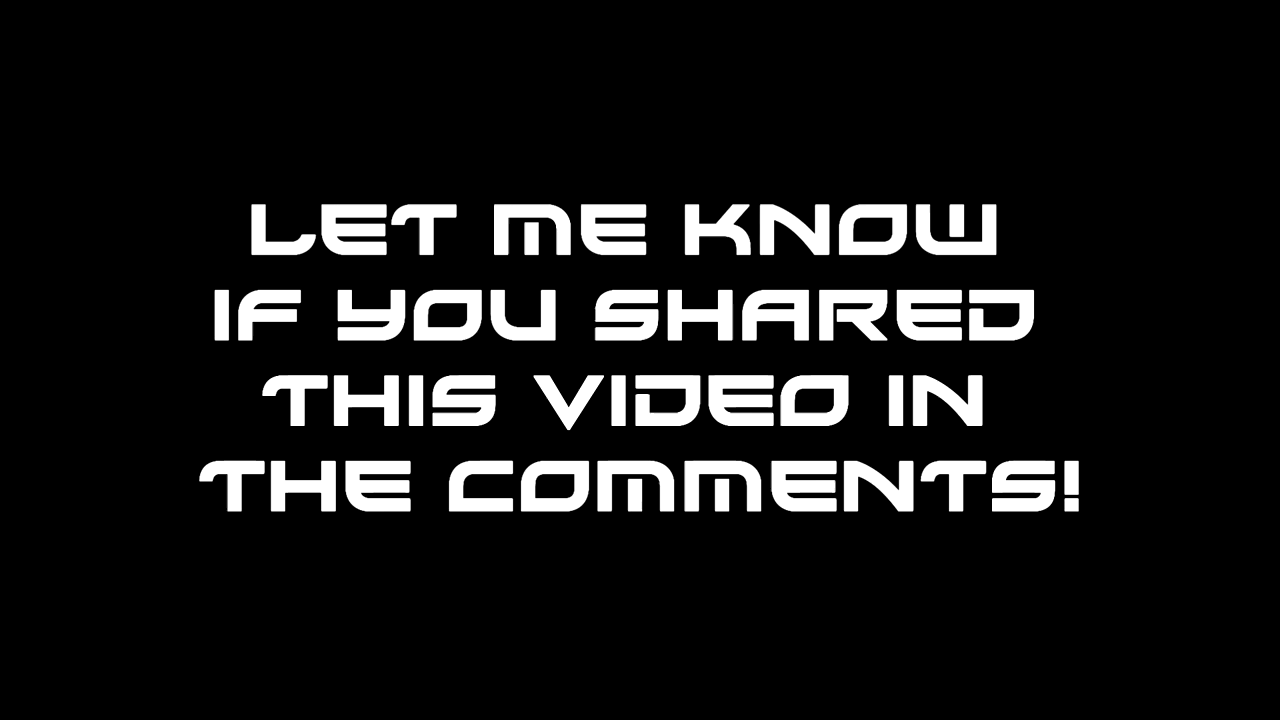 LET ME KNOW
IF YOU SHARED
THIS VIDEO IN
THE COMMENTS!